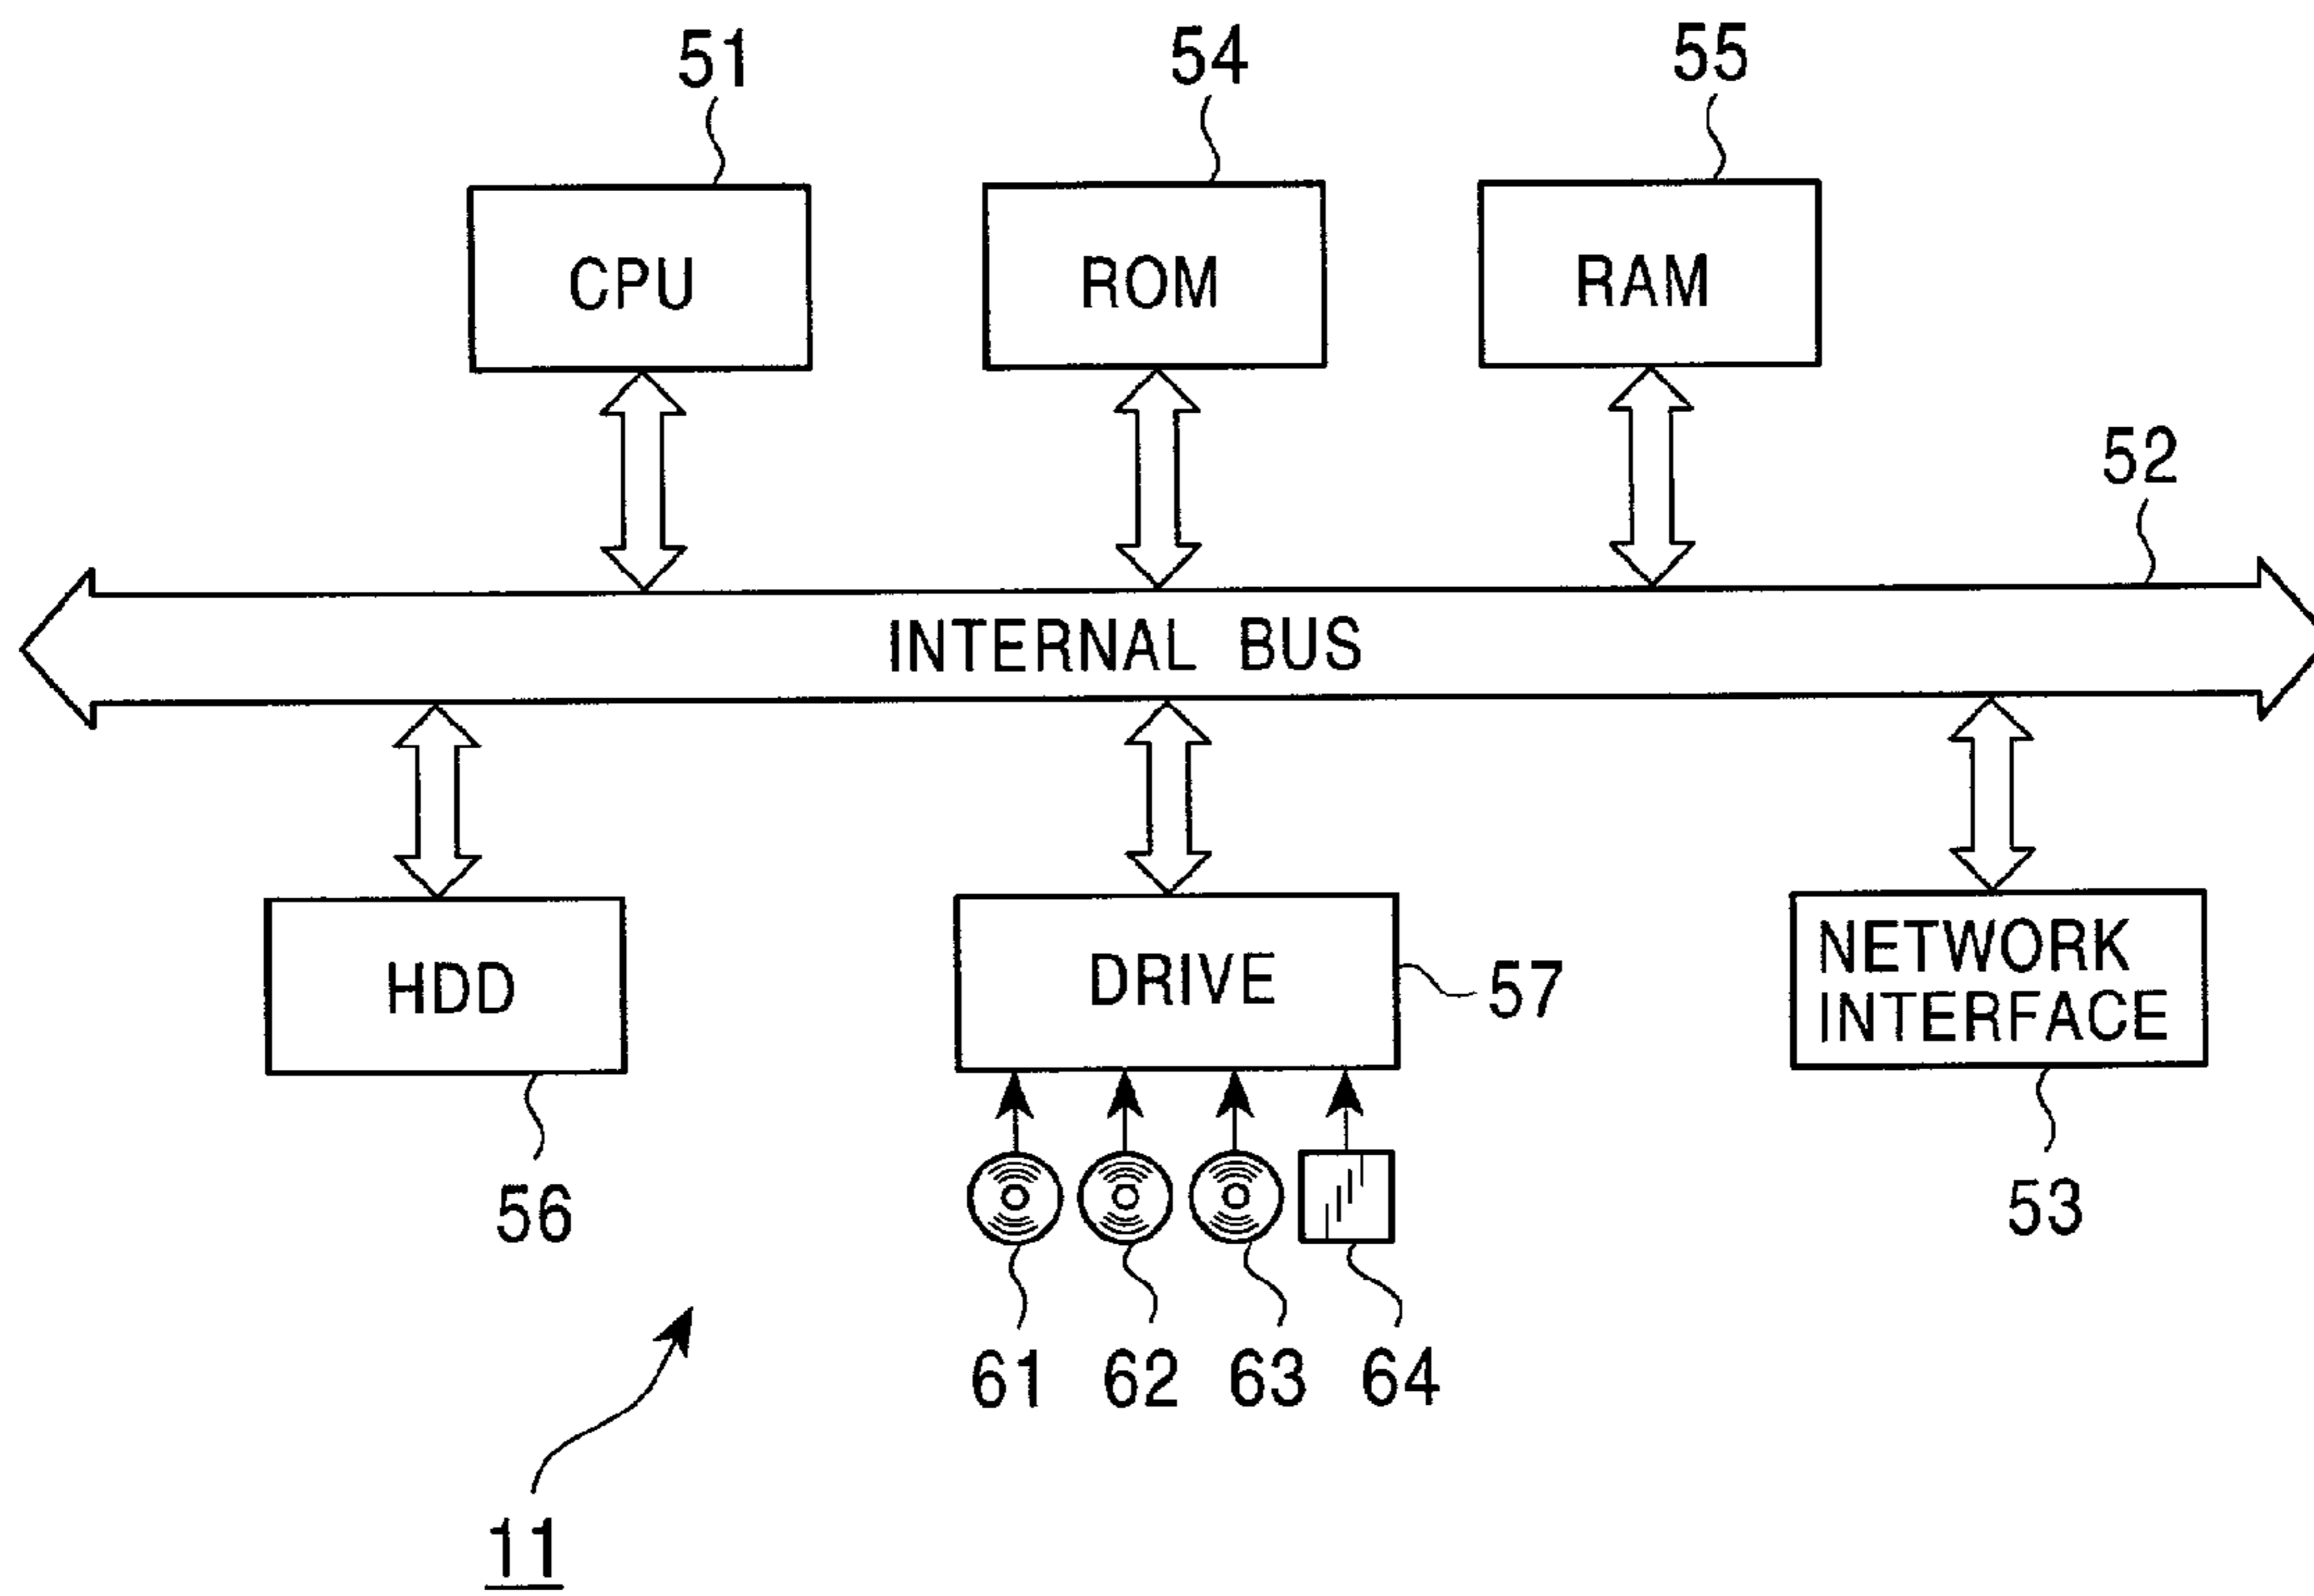 51
54
55
CPU
ROM
RAM
52
INTERNAL BUS
HDD
DRIVE
57
NETWORK
INTERFACE
56
53
61
62
63
64
11